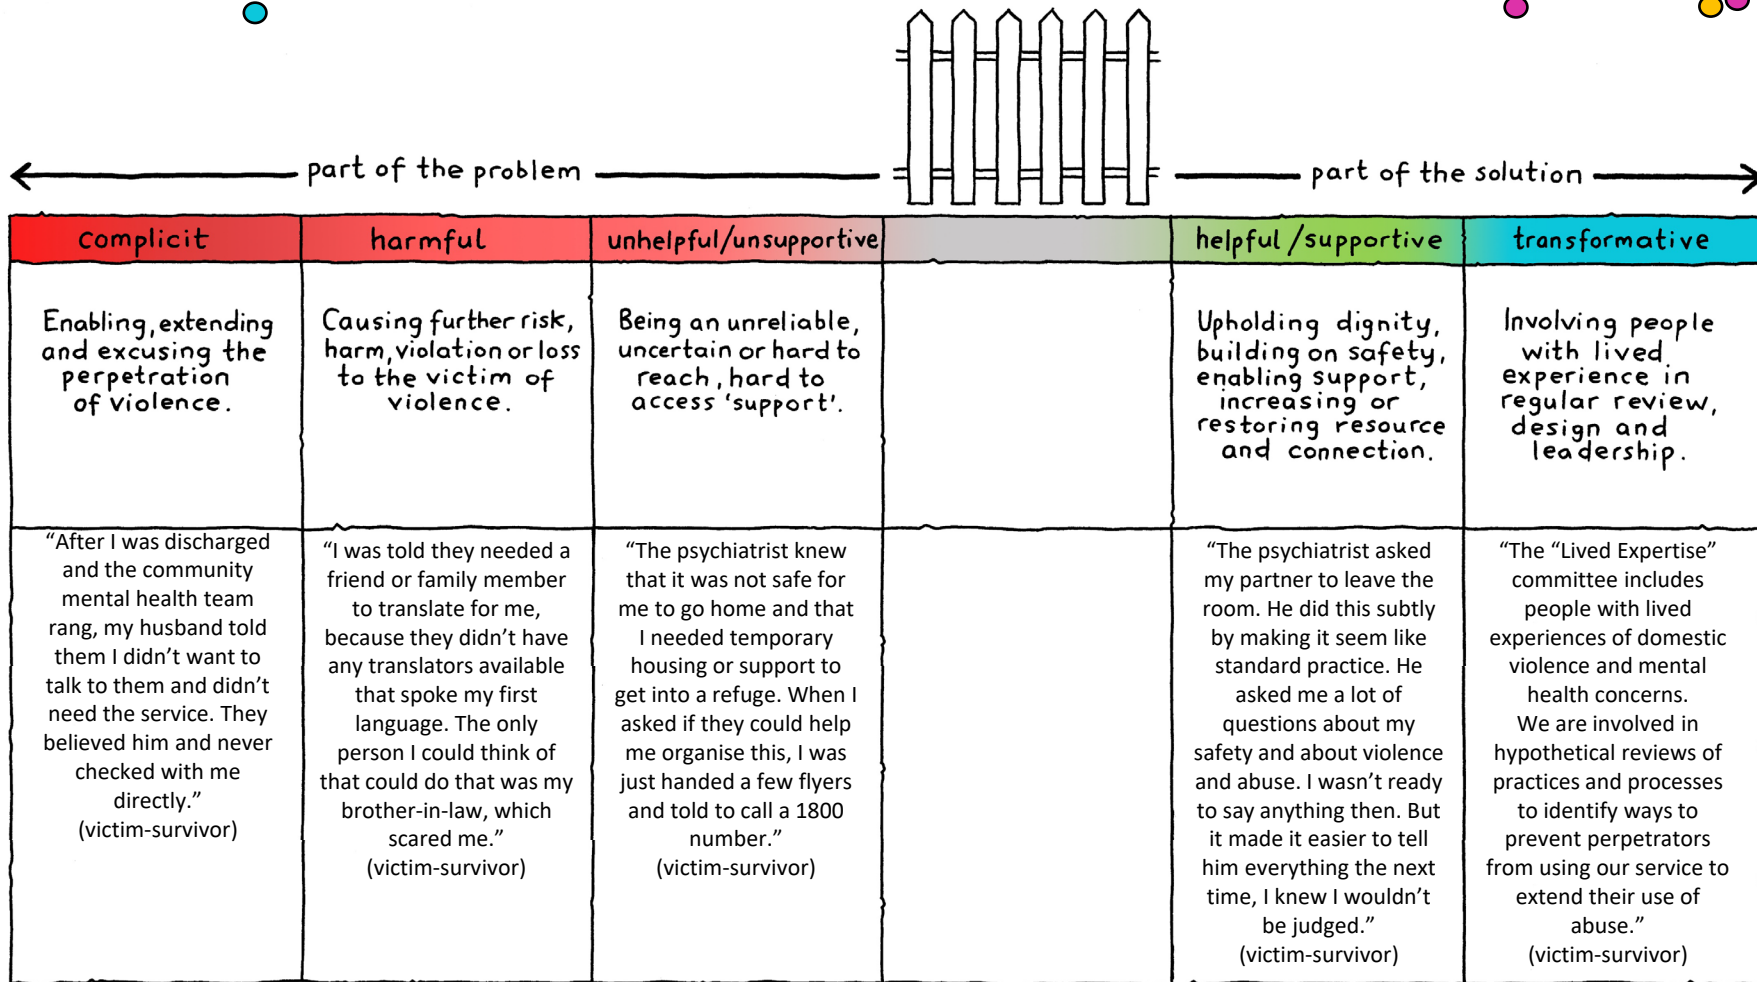 part of the problem
part of the solution
complicit
harmful
unhelpful/unsupportive
helpful/supportive
transformative
Enabling, extending
and excusing the
perpetration
of violence.
Causing further risk,
harm, violation or loss
to the victim of
violence.
Being an unreliable,
uncertain or hard to
reach, hard to
access 'support'.
Upholding dignity,
building on safety,
enabling support,
increasing or
restoring resource
and connection.
Involving people
with lived
experience in
regular review,
design and
leadership.
“After I was discharged
and the community
mental health team
rang, my husband told
them I didn’t want to
talk to them and didn’t
need the service. They
believed him and never
checked with me
directly.”
(victim-survivor)
“I was told they needed a
friend or family member
to translate for me,
because they didn’t have
any translators available
that spoke my first
language. The only
person I could think of
that could do that was my
brother-in-law, which
scared me.”
(victim-survivor)
“The psychiatrist knew
that it was not safe for
me to go home and that
I needed temporary
housing or support to
get into a refuge. When I
asked if they could help
me organise this, I was
just handed a few flyers
and told to call a 1800
number.”
(victim-survivor)
“The psychiatrist asked
my partner to leave the
room. He did this subtly
by making it seem like
standard practice. He
asked me a lot of
questions about my
safety and about violence
and abuse. I wasn’t ready
to say anything then. But
it made it easier to tell
him everything the next
time, I knew I wouldn’t
be judged.”
(victim-survivor)
“The “Lived Expertise”
committee includes
people with lived
experiences of domestic
violence and mental
health concerns.
We are involved in
hypothetical reviews of
practices and processes
to identify ways to
prevent perpetrators
from using our service to
extend their use of
abuse.”
(victim-survivor)